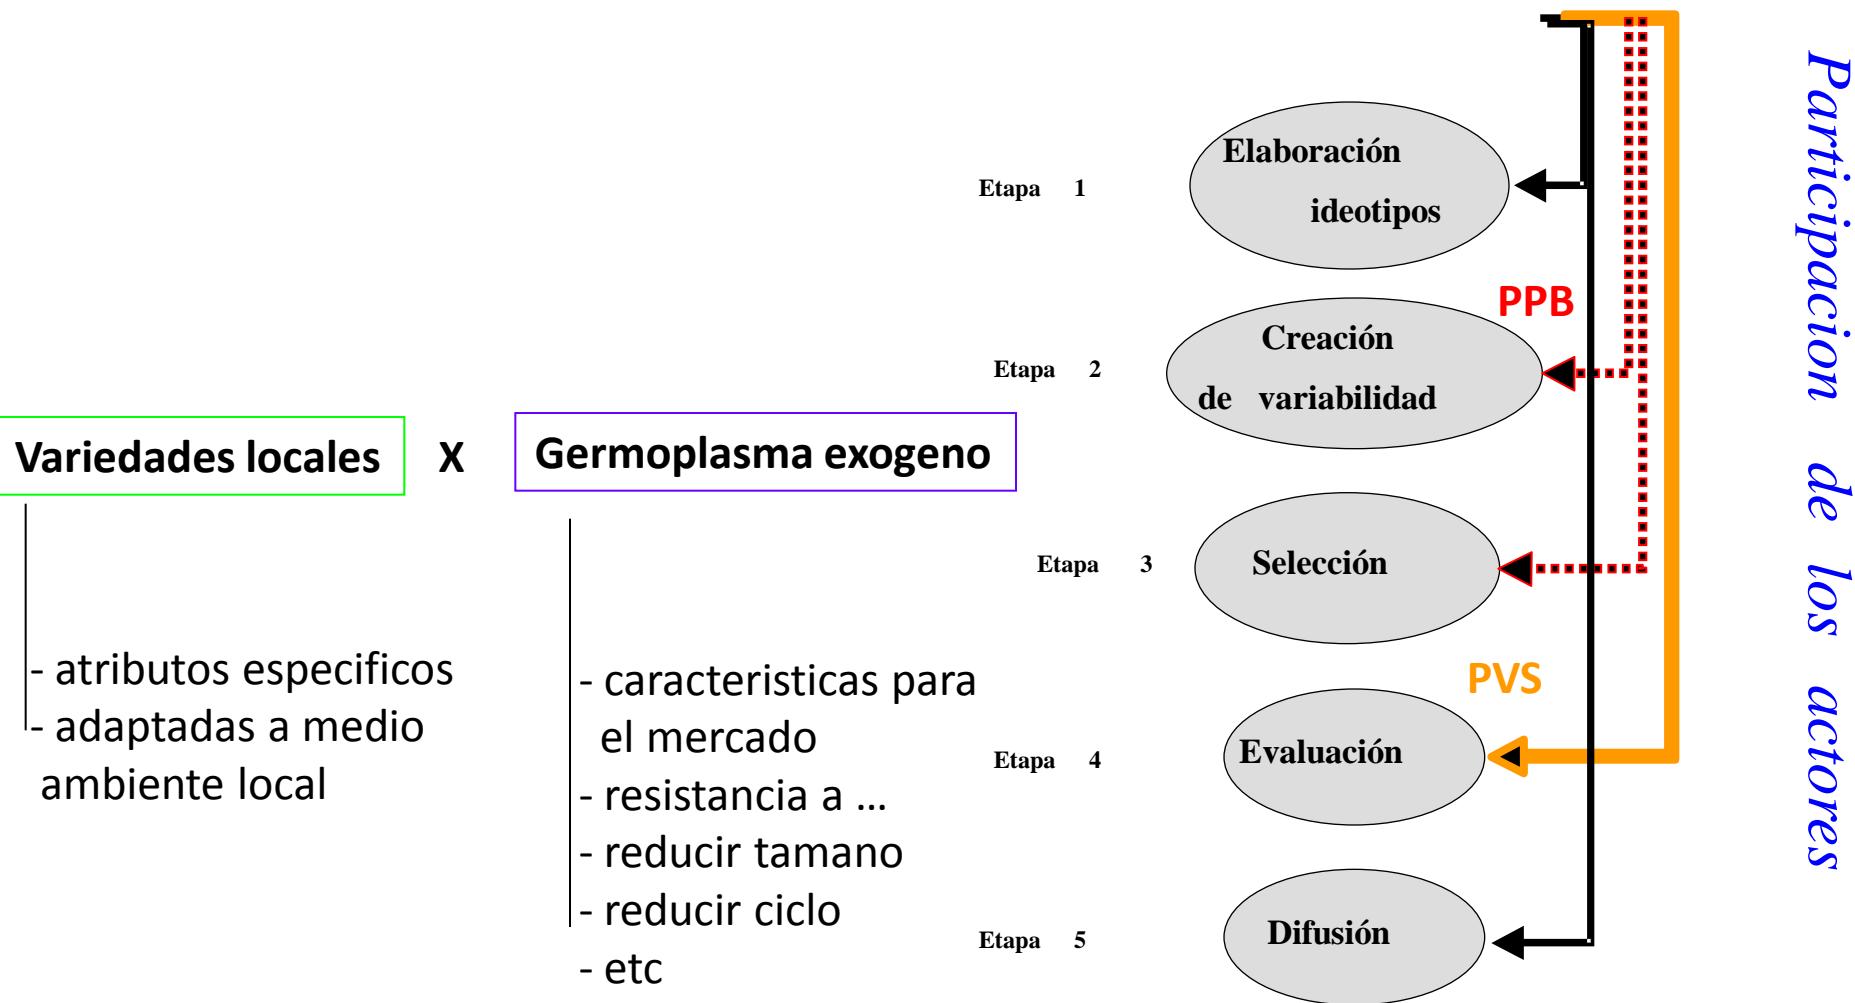 Variedades locales X Germoplasma exogeno
- atributos especificos
- adaptadas a medio
ambiente local
- caracteristicas para
el mercado
- resistancia a ...
- reducir tamano
- reducir ciclo
- etc
Etapa 1
Elaboración
ideotipos
PPB
Etapa 2
Creación
de variabilidad
Etapa 3
Selección
PVS
Etapa 4
Evaluación
Etapa 5
Difusión
Participacion de los actores